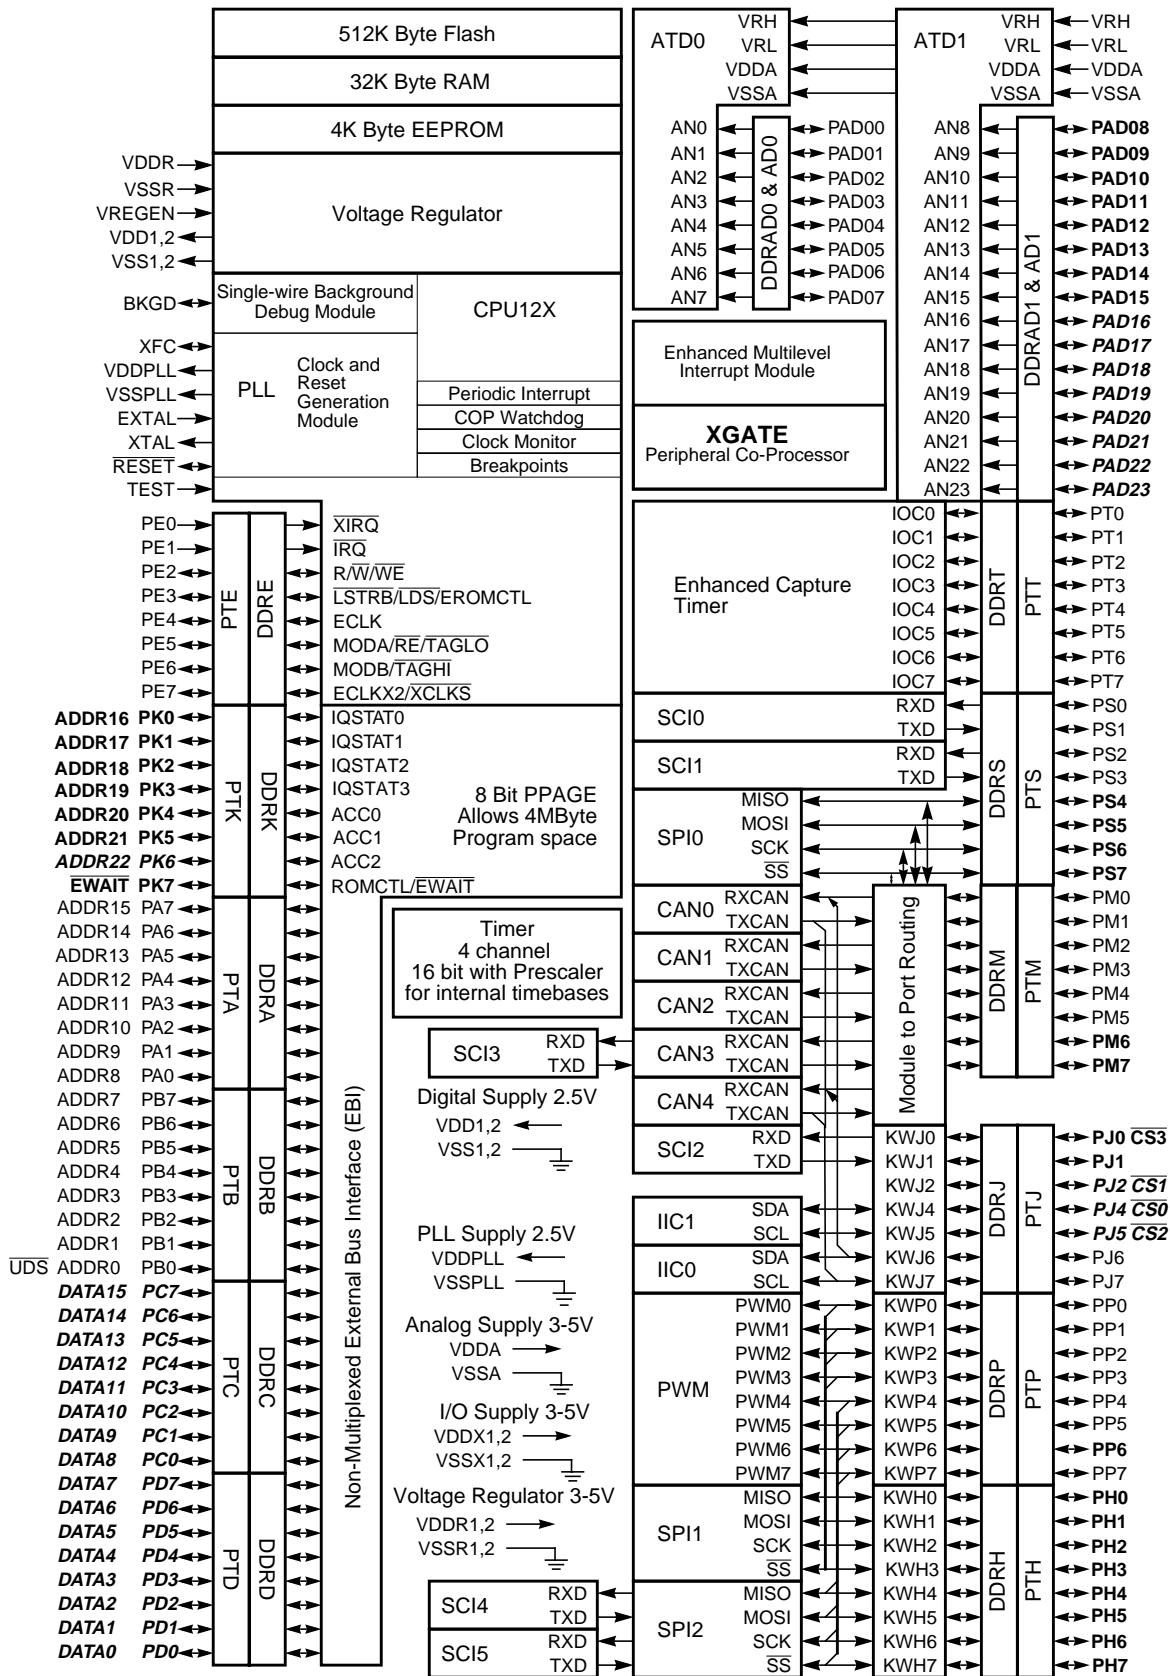 512K Byte Flash
32K Byte RAM
4K Byte EEPROM
VDDR
VSSR
VREGEN
VDD1,2
VSS1,2
Voltage Regulator
BKGD
Single-wire Background
Debug Module
CPU12X
XFC
VDDPLL
VSSPLL
EXTAL
XTAL
RESET
TEST
PLL
Clock and
Reset
Generation
Module
Periodic Interrupt
COP Watchdog
Clock Monitor
Breakpoints
PE0
PE1
PE2
PE3
PE4
PE5
PE6
PE7
PTE
DDRE
XIRQ
IRQ
R/W/WE
LSTRB/LDS/EROMCTL
ECLK
MODA/RE/TAGLO
MODB/TAGHI
ECLKX2/XCLKS
ADDR16 PK0
ADDR17 PK1
ADDR18 PK2
ADDR19 PK3
ADDR20 PK4
ADDR21 PK5
ADDR22 PK6
EWAIT PK7
PTK
DDRK
IQSTAT0
IQSTAT1
IQSTAT2
IQSTAT3
ACC0
ACC1
ACC2
ROMCTL/EWAIT
8 Bit PPAGE
Allows 4MByte
Program space
ADDR15 PA7
ADDR14 PA6
ADDR13 PA5
ADDR12 PA4
ADDR11 PA3
ADDR10 PA2
ADDR9 PA1
ADDR8 PA0
PTA
DDRA
ADDR7 PB7
ADDR6 PB6
ADDR5 PB5
ADDR4 PB4
ADDR3 PB3
ADDR2 PB2
ADDR1 PB1
UDS ADDR0 PB0
PTB
DDRB
DATA15 PC7
DATA14 PC6
DATA13 PC5
DATA12 PC4
DATA11 PC3
DATA10 PC2
DATA9 PC1
DATA8 PC0
PTC
DDRC
DATA7 PD7
DATA6 PD6
DATA5 PD5
DATA4 PD4
DATA3 PD3
DATA2 PD2
DATA1 PD1
DATA0 PD0
PTD
DDRD
Non-Multiplexed External Bus Interface (EBI)
Timer
4 channel
16 bit with Prescaler
for internal timebases
SCI3
RXD
TXD
Digital Supply 2.5V
VDD1,2
VSS1,2
PLL Supply 2.5V
VDDPLL
VSSPLL
Analog Supply 3-5V
VDDA
VSSA
I/O Supply 3-5V
VDDX1,2
VSSX1,2
Voltage Regulator 3-5V
VDDR1,2
VSSR1,2
SCI4
RXD
TXD
SCI5
RXD
TXD
ATD0
VRH
VRL
VDDA
VSSA
AN0
AN1
AN2
AN3
AN4
AN5
AN6
AN7
DDRAD0 & AD0
PAD00
PAD01
PAD02
PAD03
PAD04
PAD05
PAD06
PAD07
ATD1
VRH
VRL
VDDA
VSSA
VRH
VRL
VDDA
VSSA
AN8
AN9
AN10
AN11
AN12
AN13
AN14
AN15
AN16
AN17
AN18
AN19
AN20
AN21
AN22
AN23
DDRAD1 & AD1
PAD08
PAD09
PAD10
PAD11
PAD12
PAD13
PAD14
PAD15
PAD16
PAD17
PAD18
PAD19
PAD20
PAD21
PAD22
PAD23
Enhanced Multilevel
Interrupt Module
XGATE
Peripheral Co-Processor
Enhanced Capture
Timer
IOC0
IOC1
IOC2
IOC3
IOC4
IOC5
IOC6
IOC7
DDRT
PTT
PT0
PT1
PT2
PT3
PT4
PT5
PT6
PT7
SCI0
RXD
TXD
SCI1
RXD
TXD
SPI0
MISO
MOSI
SCK
SS
DDRS
PTS
PS0
PS1
PS2
PS3
PS4
PS5
PS6
PS7
CAN0
RXCAN
TXCAN
CAN1
RXCAN
TXCAN
CAN2
RXCAN
TXCAN
CAN3
RXCAN
TXCAN
CAN4
RXCAN
TXCAN
SCI2
RXD
TXD
Module to Port Routing
DDRM
PTM
PM0
PM1
PM2
PM3
PM4
PM5
PM6
PM7
IIC1
SDA
SCL
IIC0
SDA
SCL
KWJ0
KWJ1
KWJ2
KWJ4
KWJ5
KWJ6
KWJ7
DDRJ
PTJ
PJ0 CS3
PJ1
PJ2 CS1
PJ4 CS0
PJ5 CS2
PJ6
PJ7
PWM
PWM0
PWM1
PWM2
PWM3
PWM4
PWM5
PWM6
PWM7
KWP0
KWP1
KWP2
KWP3
KWP4
KWP5
KWP6
KWP7
DDRP
PTP
PP0
PP1
PP2
PP3
PP4
PP5
PP6
PP7
SPI1
MISO
MOSI
SCK
SS
SPI2
MISO
MOSI
SCK
SS
KWH0
KWH1
KWH2
KWH3
KWH4
KWH5
KWH6
KWH7
DDRH
PTH
PH0
PH1
PH2
PH3
PH4
PH5
PH6
PH7